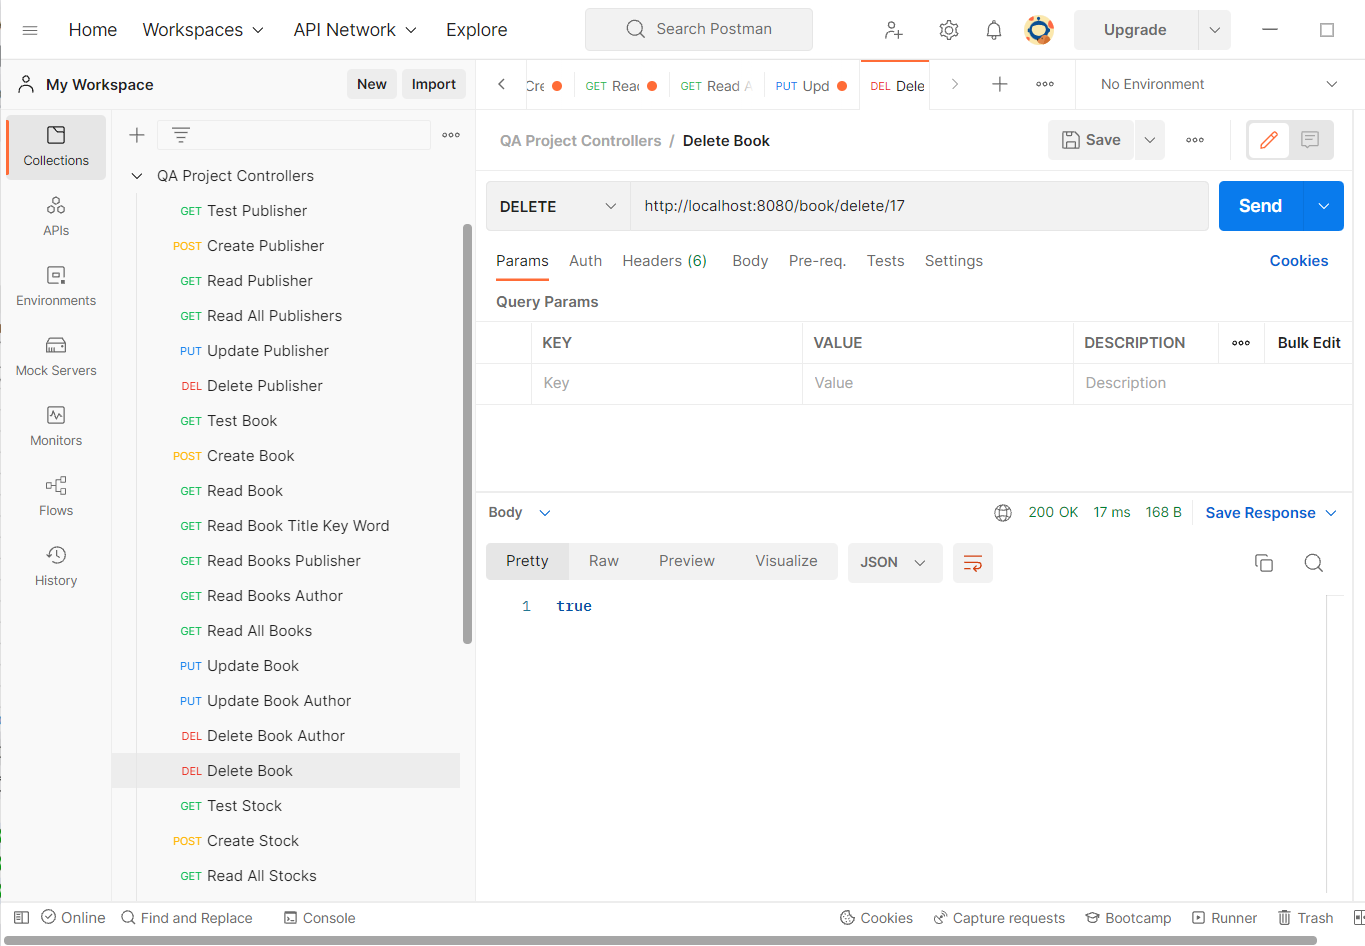 Home Workspaces API Network Explore Search Postman Upgrade
My Workspace New Import Cre GET Read GET Read A PUT Upd DEL Dele No Environment
Collections
APIs
Environments
Mock Servers
Monitors
Flows
History
QA Project Controllers
GET Test Publisher
POST Create Publisher
GET Read Publisher
GET Read All Publishers
PUT Update Publisher
DEL Delete Publisher
GET Test Book
POST Create Book
GET Read Book
GET Read Book Title Key Word
GET Read Books Publisher
GET Read Books Author
GET Read All Books
PUT Update Book
PUT Update Book Author
DEL Delete Book Author
DEL Delete Book
GET Test Stock
POST Create Stock
GET Read All Stocks
QA Project Controllers / Delete Book Save
DELETE http://localhost:8080/book/delete/17 Send
Params Auth Headers (6) Body Pre-req. Tests Settings Cookies
Query Params
KEY VALUE DESCRIPTION Bulk Edit
Key Value Description
Body 200 OK 17 ms 168 B Save Response
Pretty Raw Preview Visualize JSON
1 true
Online Find and Replace Console Cookies Capture requests Bootcamp Runner Trash